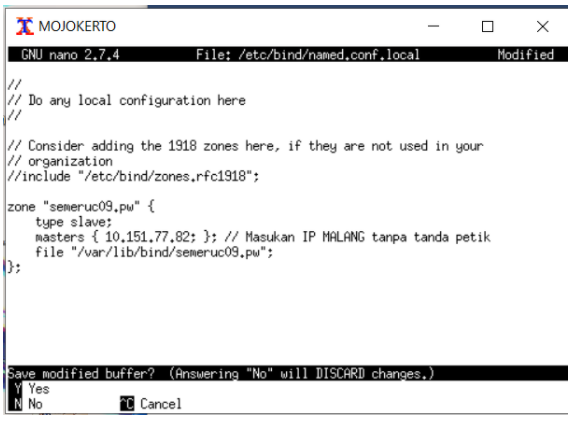 MOJOKERTO
GNU nano 2.7.4 File: /etc/bind/named.conf.local Modified
//
// Do any local configuration here
//
// Consider adding the 1918 zones here, if they are not used in your
// organization
//include "/etc/bind/zones.rfc1918";
zone "semeruc09.pw" {
    type slave;
    masters { 10.151.77.82; }; // Masukan IP MALANG tanpa tanda petik
    file "/var/lib/bind/semeruc09.pw";
};
Save modified buffer? (Answering "No" will DISCARD changes.)
Y Yes
N No ^C Cancel